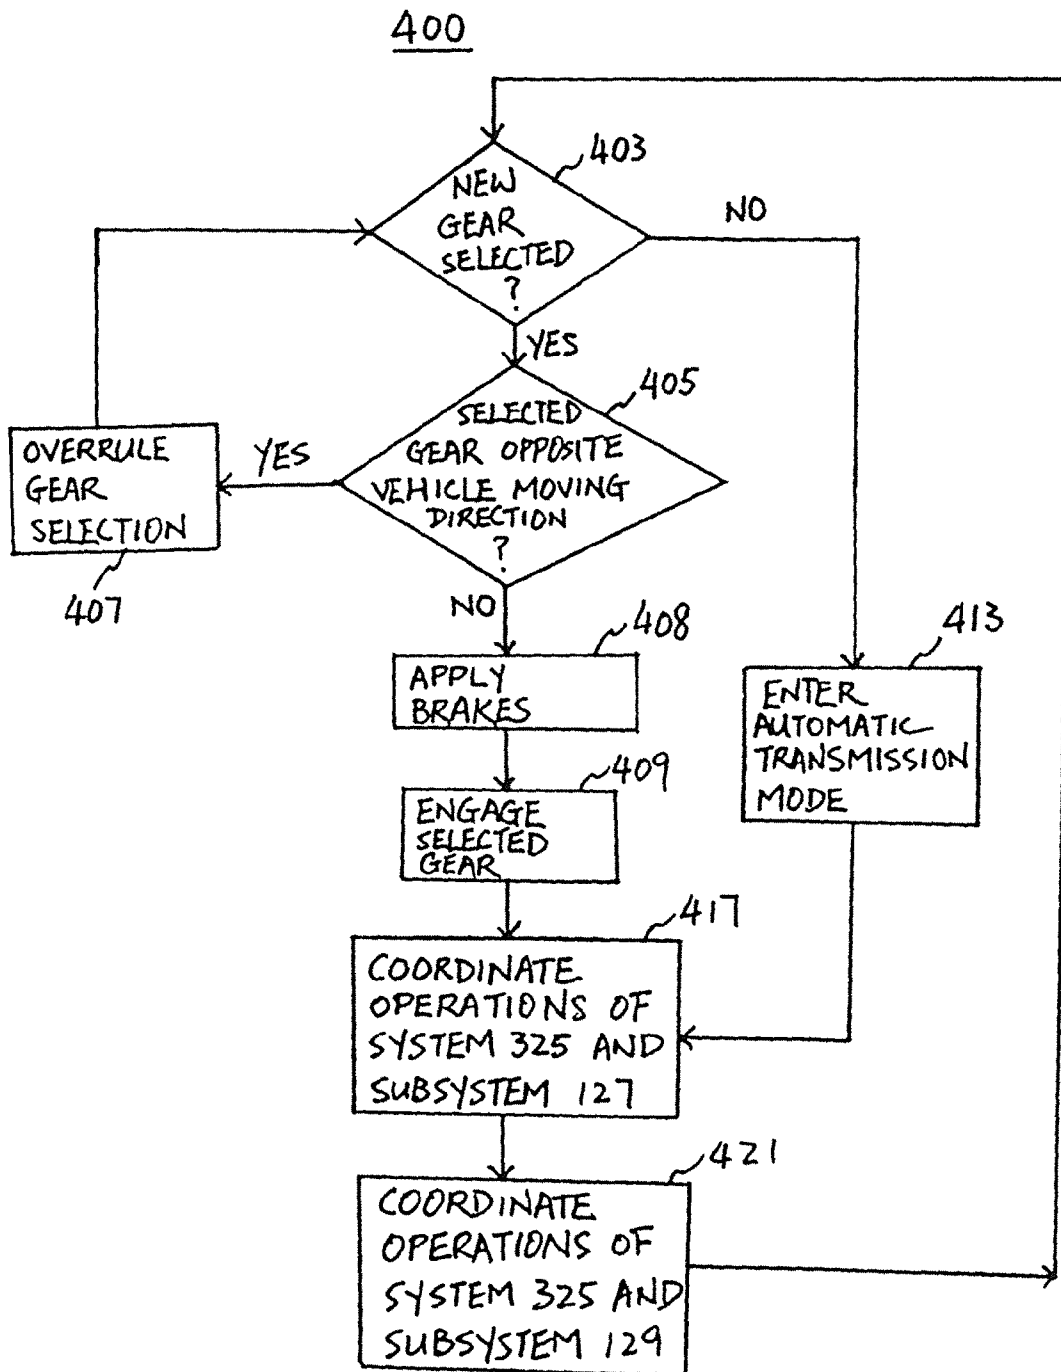 400
403
NEW
GEAR
SELECTED
?
NO
YES
405
SELECTED
GEAR OPPOSITE
VEHICLE MOVING
DIRECTION
?
YES
OVERRULE
GEAR
SELECTION
407
NO
408
APPLY
BRAKES
413
ENTER
AUTOMATIC
TRANSMISSION
MODE
409
ENGAGE
SELECTED
GEAR
417
COORDINATE
OPERATIONS OF
SYSTEM 325 AND
SUBSYSTEM 127
421
COORDINATE
OPERATIONS OF
SYSTEM 325 AND
SUBSYSTEM 129